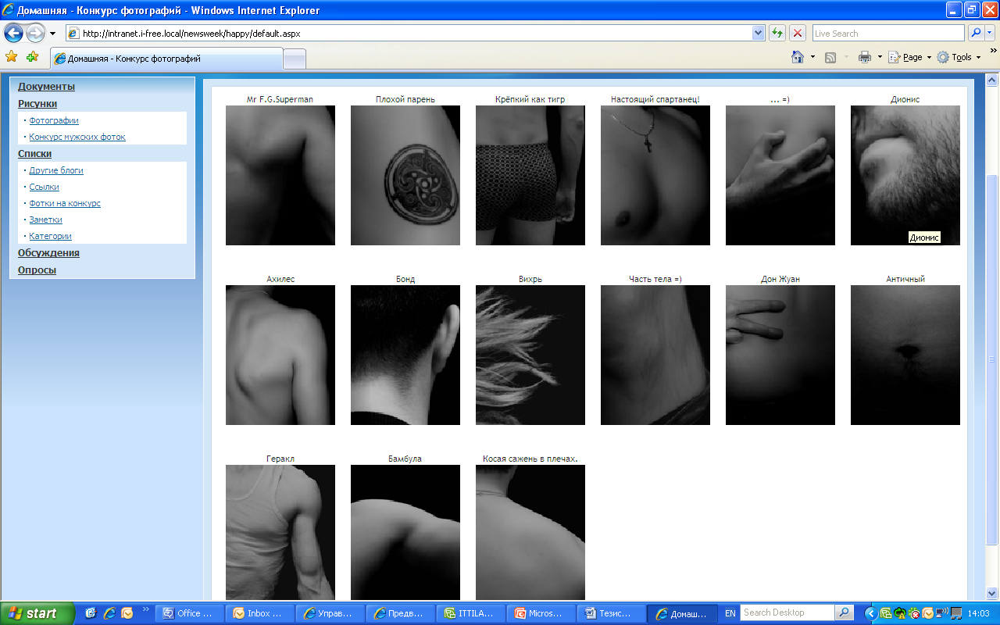 Домашняя - Конкурс фотографий - Windows Internet Explorer
http://intranet.i-free.local/newsweek/happy/default.aspx
Live Search
Домашняя - Конкурс фотографий
Page
Tools
Документы
Рисунки
Фотографии
Конкурс мужских фоток
Списки
Другие блоги
Ссылки
Фотки на конкурс
Заметки
Категории
Обсуждения
Опросы
Mr F.G.Superman
Плохой парень
Крёпкий как тигр
Настоящий спартанец!
... =)
Дионис
Дионис
Ахилес
Бонд
Вихрь
Часть тела =)
Дон Жуан
Античный
Геракл
Бамбула
Косая сажень в плечах.
start
Office ...
Inbox ...
Управ...
Предв...
ITTILA...
Micros...
Тезис...
Домаш...
EN
Search Desktop
14:03